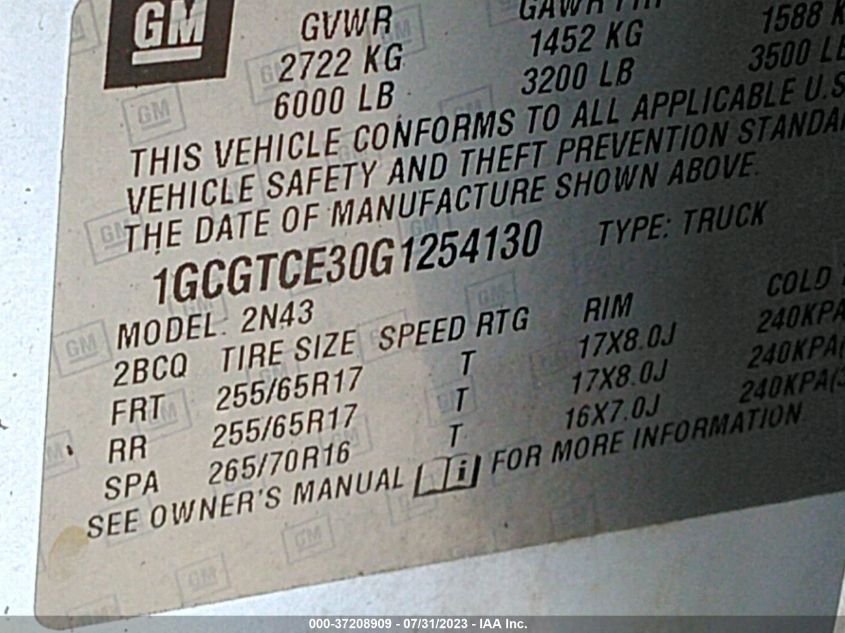 GM GVWR GAWR FRT
2722 KG 1452 KG 1588 K
6000 LB 3200 LB 3500 LB
THIS VEHICLE CONFORMS TO ALL APPLICABLE U.S
VEHICLE SAFETY AND THEFT PREVENTION STANDA
THE DATE OF MANUFACTURE SHOWN ABOVE.
1GCGTCE30G1254130 TYPE: TRUCK
MODEL: 2N43
2BCQ TIRE SIZE SPEED RTG RIM COLD
FRT 255/65R17 T 17X8.0J 240KPA
RR 255/65R17 T 17X8.0J 240KPA(
SPA 265/70R16 T 16X7.0J 240KPA(3
SEE OWNER'S MANUAL i FOR MORE INFORMATION
000-37208909 - 07/31/2023 - IAA Inc.